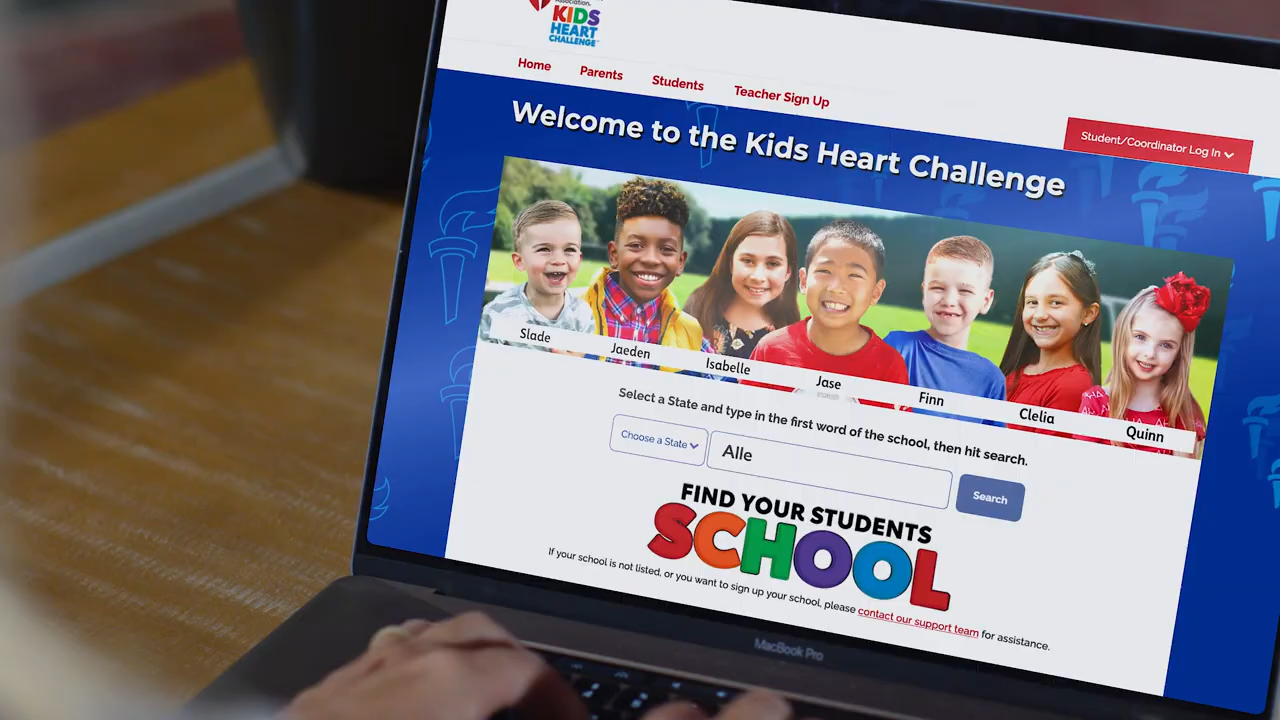 Association.
KIDS
HEART
CHALLENGE
Home Parents Students Teacher Sign Up
Student/Coordinator Log In
Welcome to the Kids Heart Challenge
Slade Jaeden Isabelle Jase Finn Clelia Quinn
Select a State and type in the first word of the school, then hit search.
Choose a State Alle Search
FIND YOUR STUDENTS
SCHOOL
If your school is not listed, or you want to sign up your school, please contact our support team for assistance.
MacBook Pro